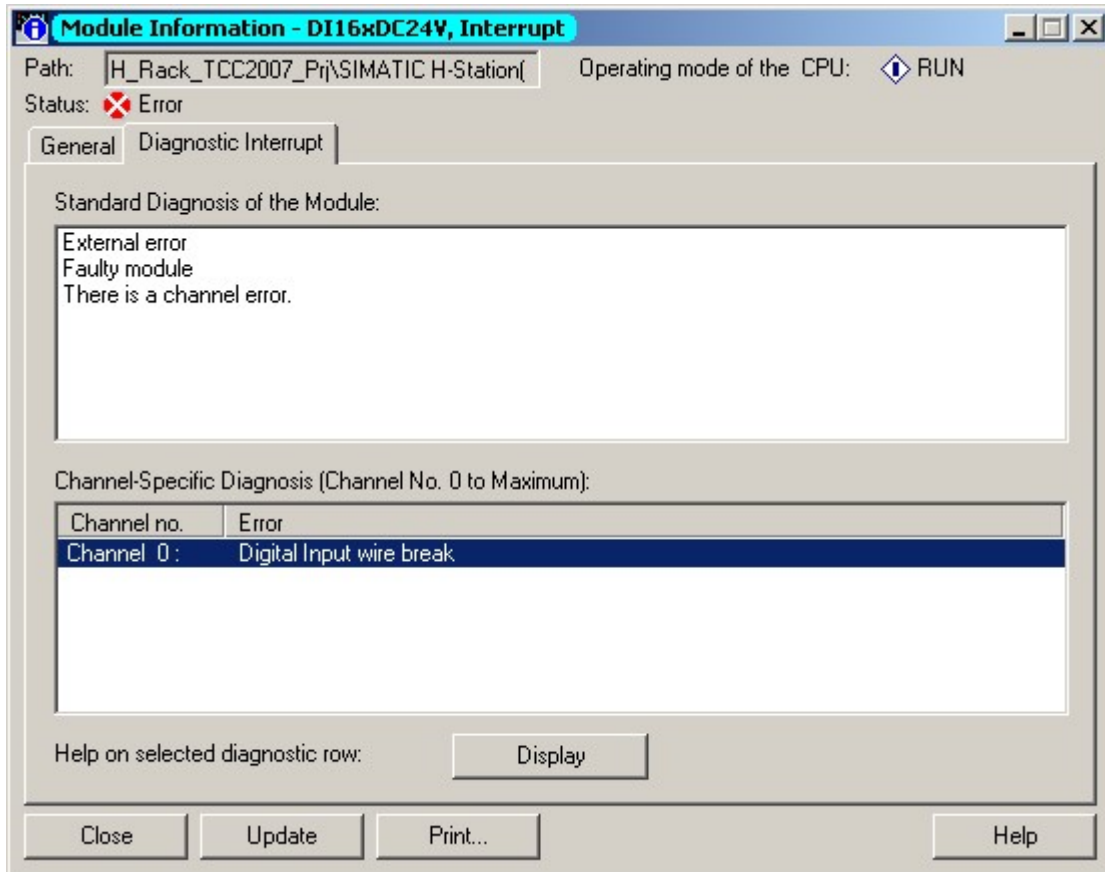 Module Information - DI16xDC24V, Interrupt
Path: H_Rack_TCC2007_Prj\SIMATIC H-Station( Operating mode of the CPU: RUN
Status: Error
General Diagnostic Interrupt
Standard Diagnosis of the Module:
External error
Faulty module
There is a channel error.
Channel-Specific Diagnosis (Channel No. 0 to Maximum):
Channel no. Error
Channel 0 : Digital Input wire break
Help on selected diagnostic row: Display
Close Update Print... Help